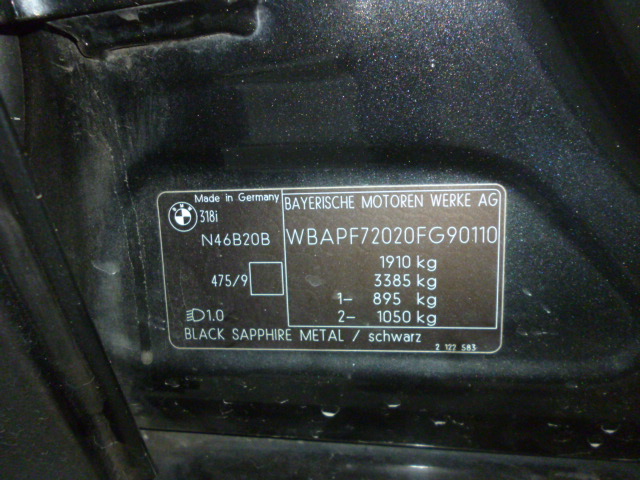 Made in Germany
BMW
318i
N46B20B
475/9
1.0
BAYERISCHE MOTOREN WERKE AG
WBAPF72020FG90110
1910 kg
3385 kg
1– 895 kg
2– 1050 kg
BLACK SAPPHIRE METAL / schwarz
2 122 583